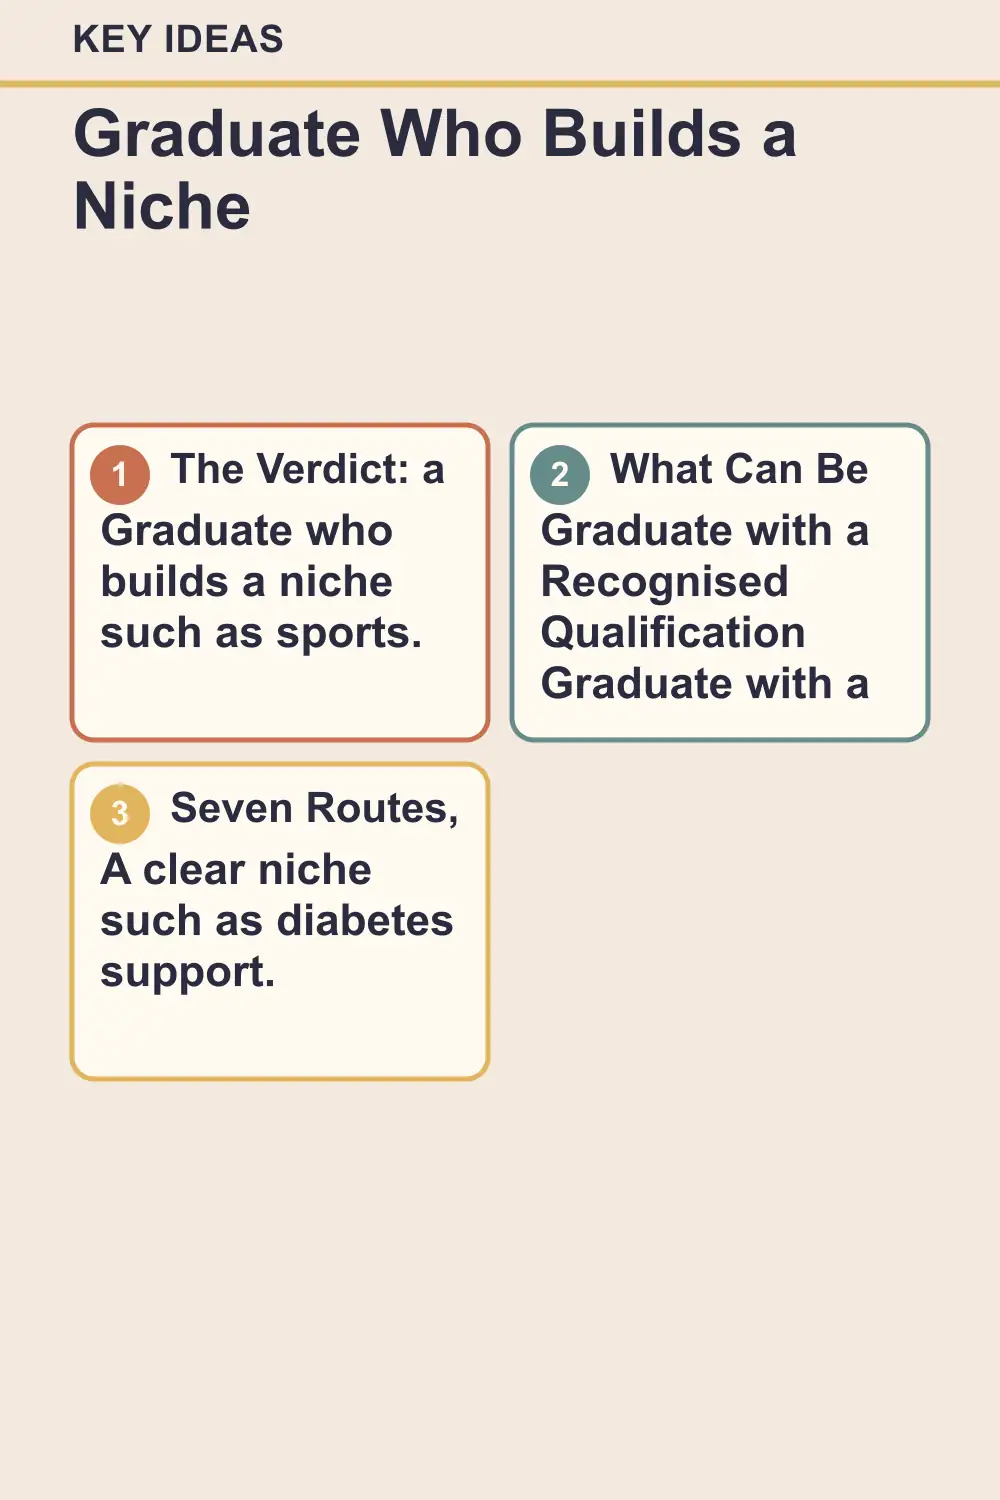 KEY IDEAS
Graduate Who Builds a
Niche
1 The Verdict: a
Graduate who
builds a niche
such as sports.
2 What Can Be
Graduate with a
Recognised
Qualification
Graduate with a
3 Seven Routes,
A clear niche
such as diabetes
support.